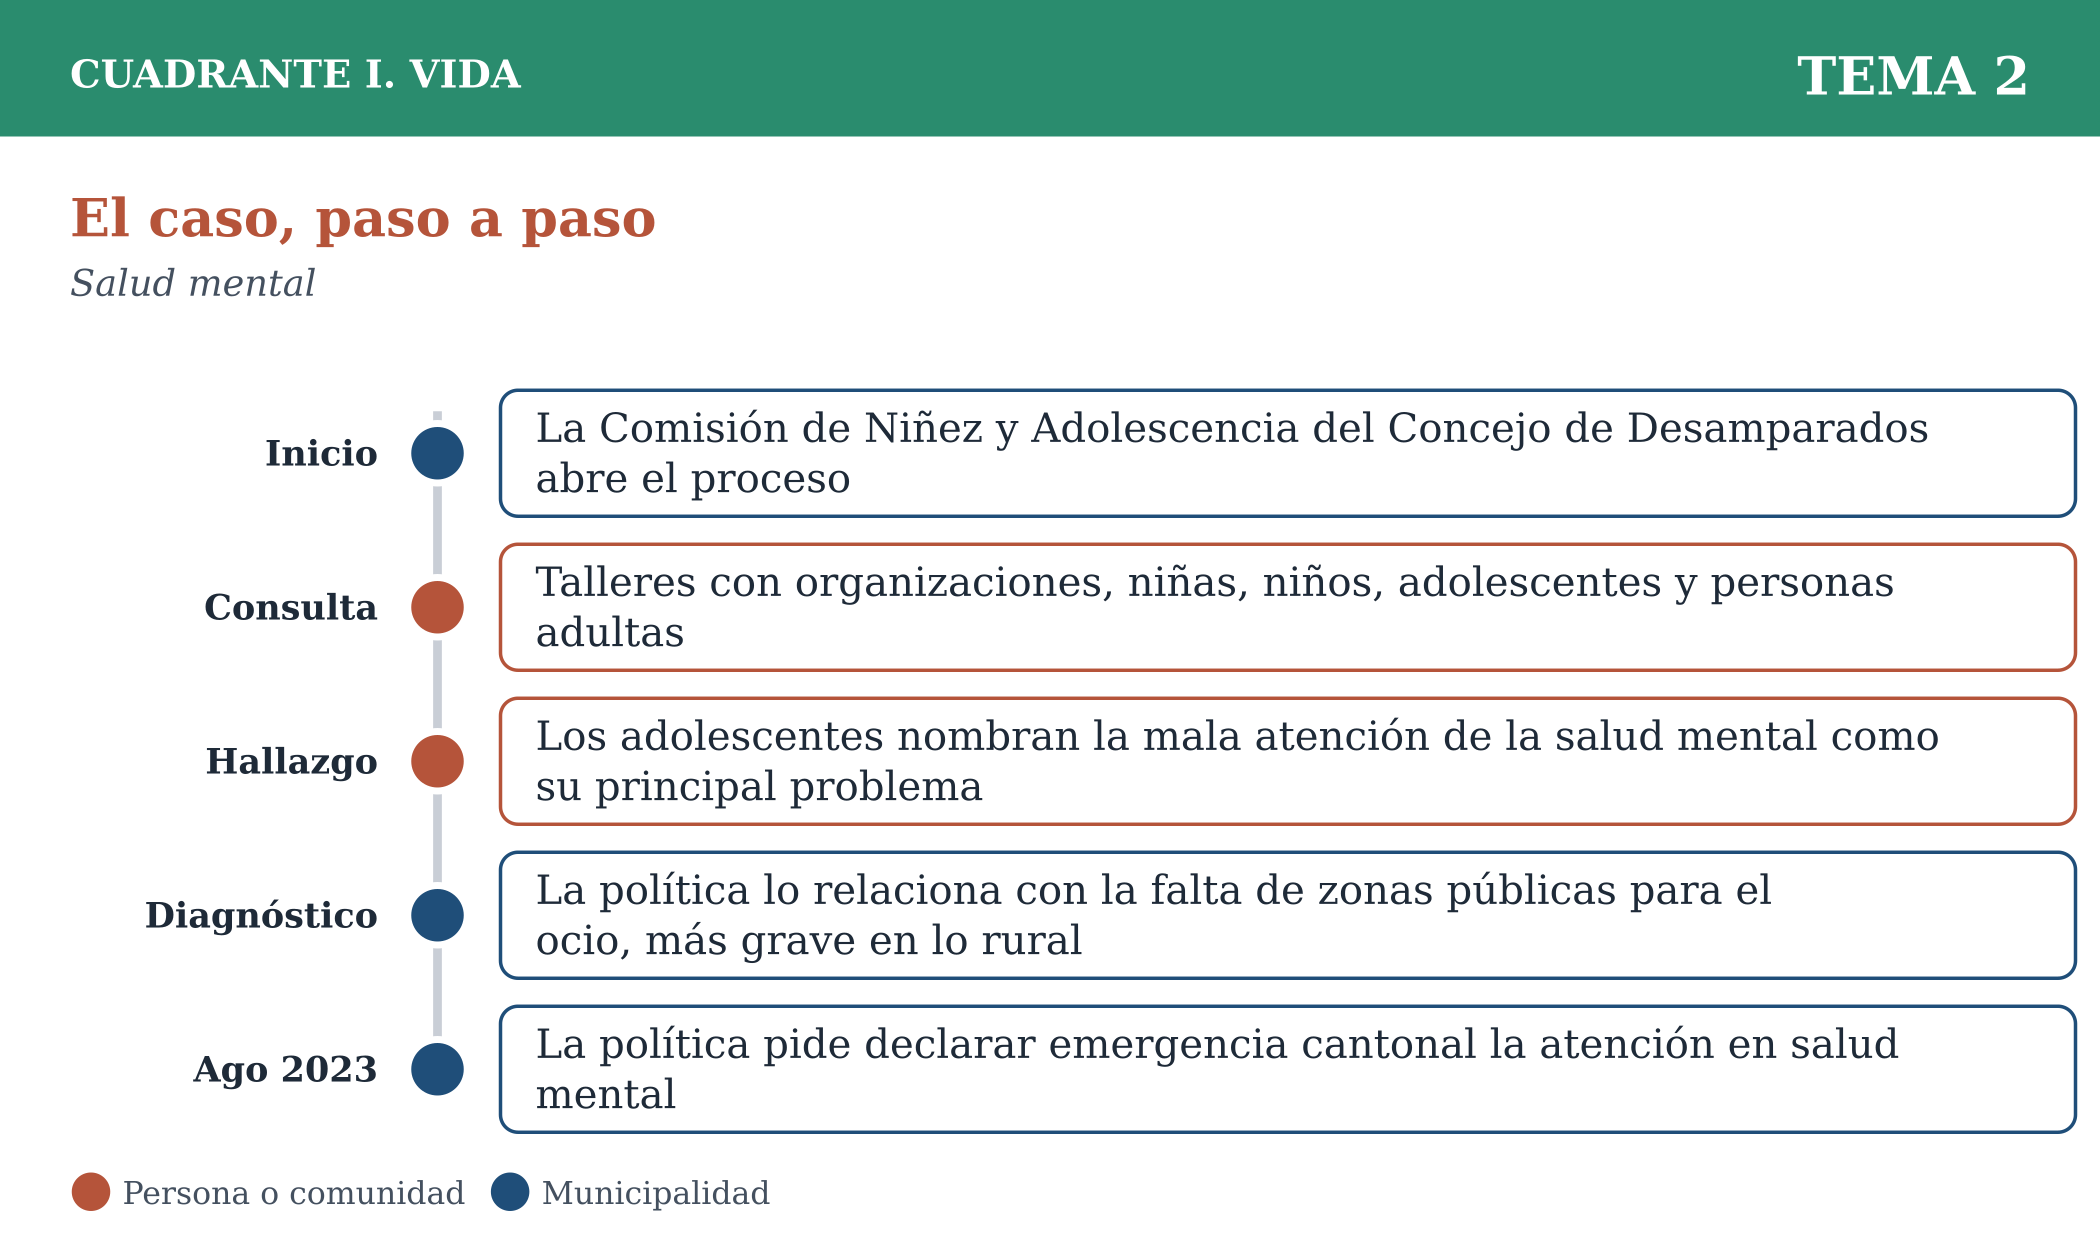 CUADRANTE I. VIDA
TEMA 2
El caso, paso a paso
Salud mental
Inicio
La Comisión de Niñez y Adolescencia del Concejo de Desamparados
abre el proceso
Consulta
Talleres con organizaciones, niñas, niños, adolescentes y personas
adultas
Hallazgo
Los adolescentes nombran la mala atención de la salud mental como
su principal problema
Diagnóstico
La política lo relaciona con la falta de zonas públicas para el
ocio, más grave en lo rural
Ago 2023
La política pide declarar emergencia cantonal la atención en salud
mental
Persona o comunidad
Municipalidad